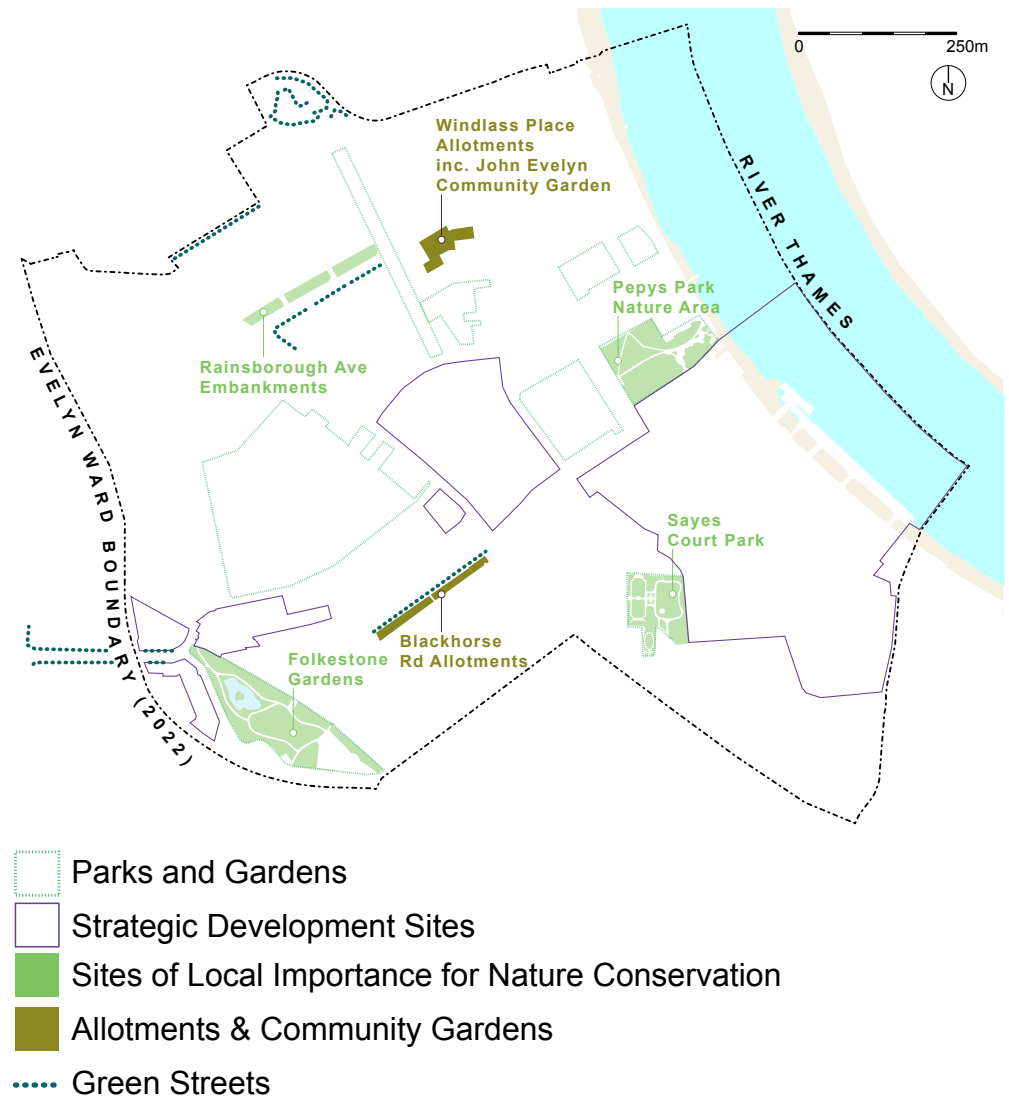 0 250m
N
Windlass Place
Allotments
inc. John Evelyn
Community Garden
RIVER THAMES
Pepys Park
Nature Area
Rainsborough Ave
Embankments
EVELYN WARD BOUNDARY (2022)
Sayes
Court Park
Blackhorse
Rd Allotments
Folkestone
Gardens
Parks and Gardens
Strategic Development Sites
Sites of Local Importance for Nature Conservation
Allotments & Community Gardens
Green Streets